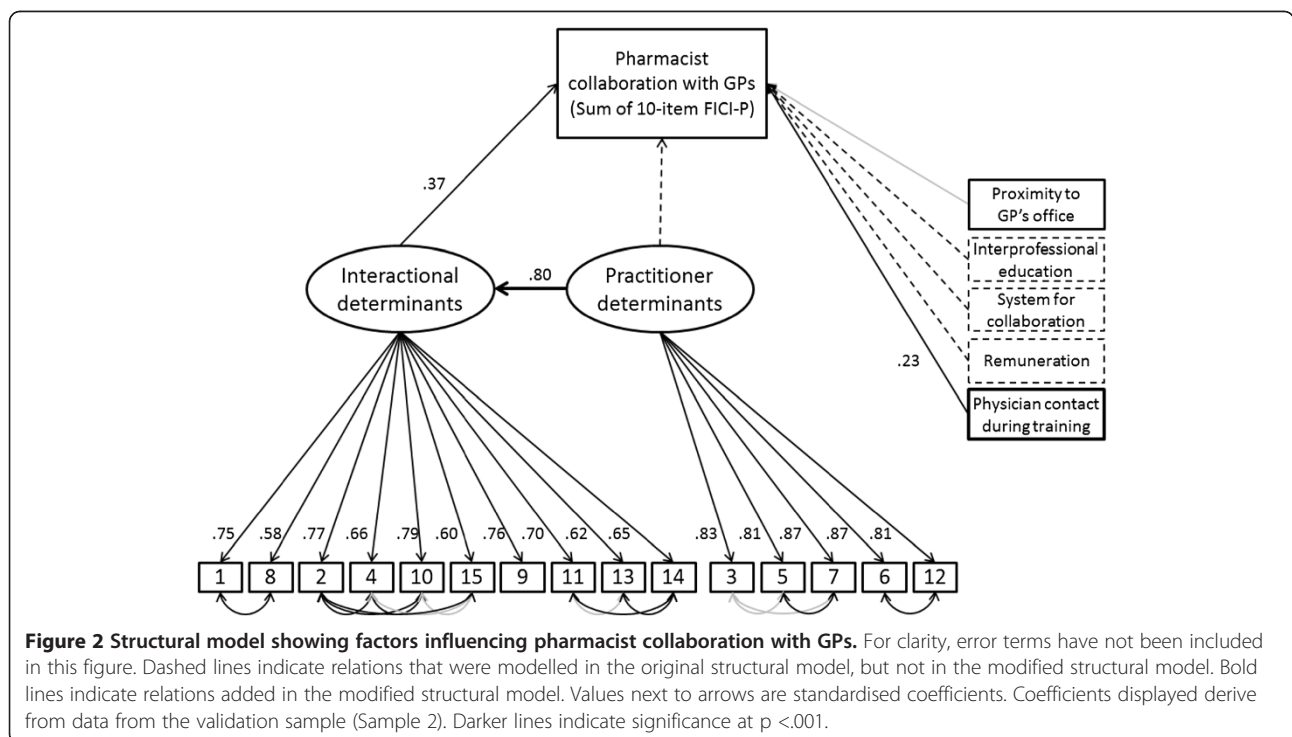 Pharmacist
collaboration with GPs
(Sum of 10-item FICI-P)
.37
Proximity to
GP's office
Interprofessional
education
System for
collaboration
Remuneration
.23
Physician contact
during training
Interactional
determinants
.80
Practitioner
determinants
.75 .58 .77 .66 .79 .60 .76 .70 .62 .65 .83 .81 .87 .87 .81
1 8 2 4 10 15 9 11 13 14 3 5 7 6 12
Figure 2 Structural model showing factors influencing pharmacist collaboration with GPs. For clarity, error terms have not been included
in this figure. Dashed lines indicate relations that were modelled in the original structural model, but not in the modified structural model. Bold
lines indicate relations added in the modified structural model. Values next to arrows are standardised coefficients. Coefficients displayed derive
from data from the validation sample (Sample 2). Darker lines indicate significance at p <.001.